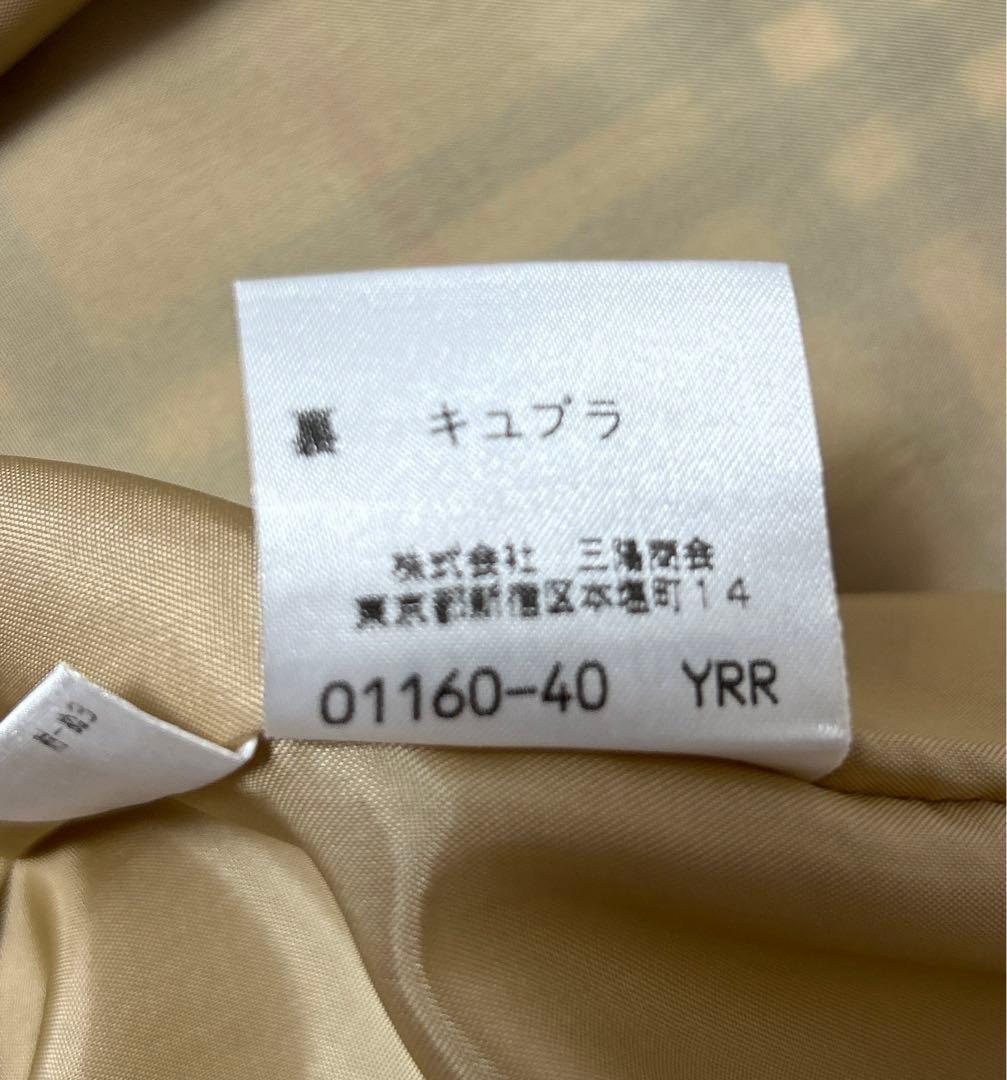 裏 キュプラ
株式会社 三陽商会
東京都新宿区本塩町14
01160-40 YRR